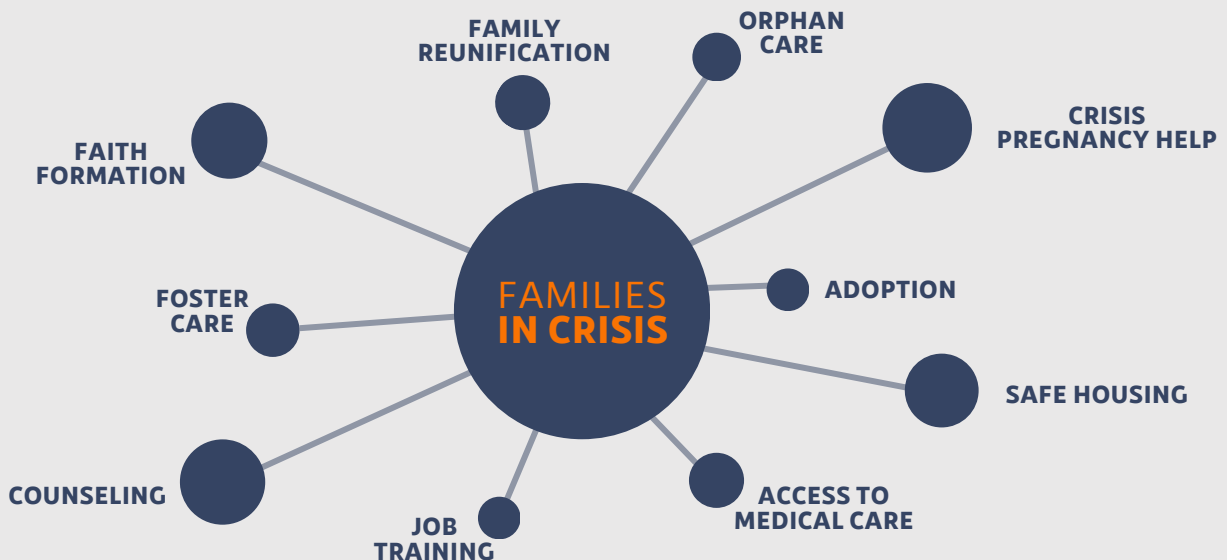 FAMILY
REUNIFICATION
ORPHAN
CARE
CRISIS
PREGNANCY HELP
FAITH
FORMATION
FAMILIES
IN CRISIS
ADOPTION
FOSTER
CARE
SAFE HOUSING
COUNSELING
ACCESS TO
MEDICAL CARE
JOB
TRAINING